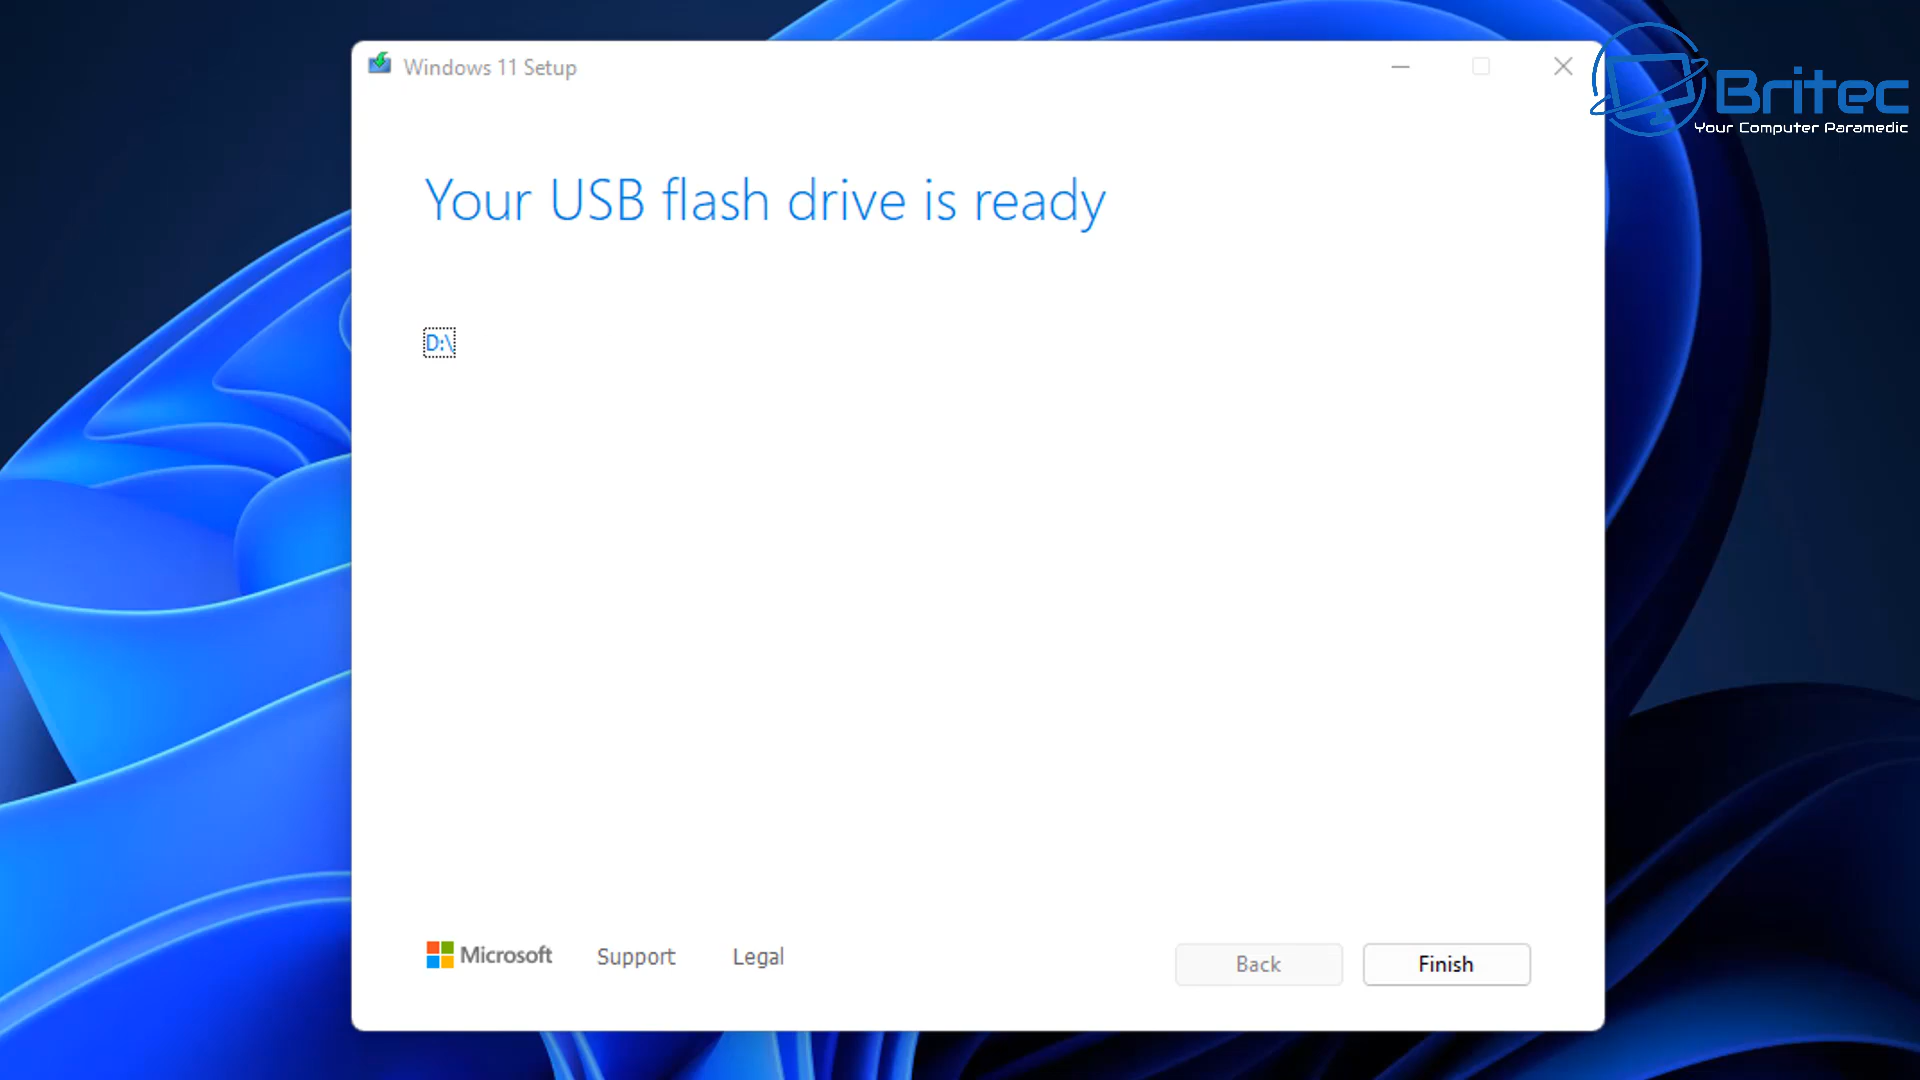 Windows 11 Setup
Britec
Your Computer Paramedic
Your USB flash drive is ready
D:\
Microsoft
Support
Legal
Back
Finish